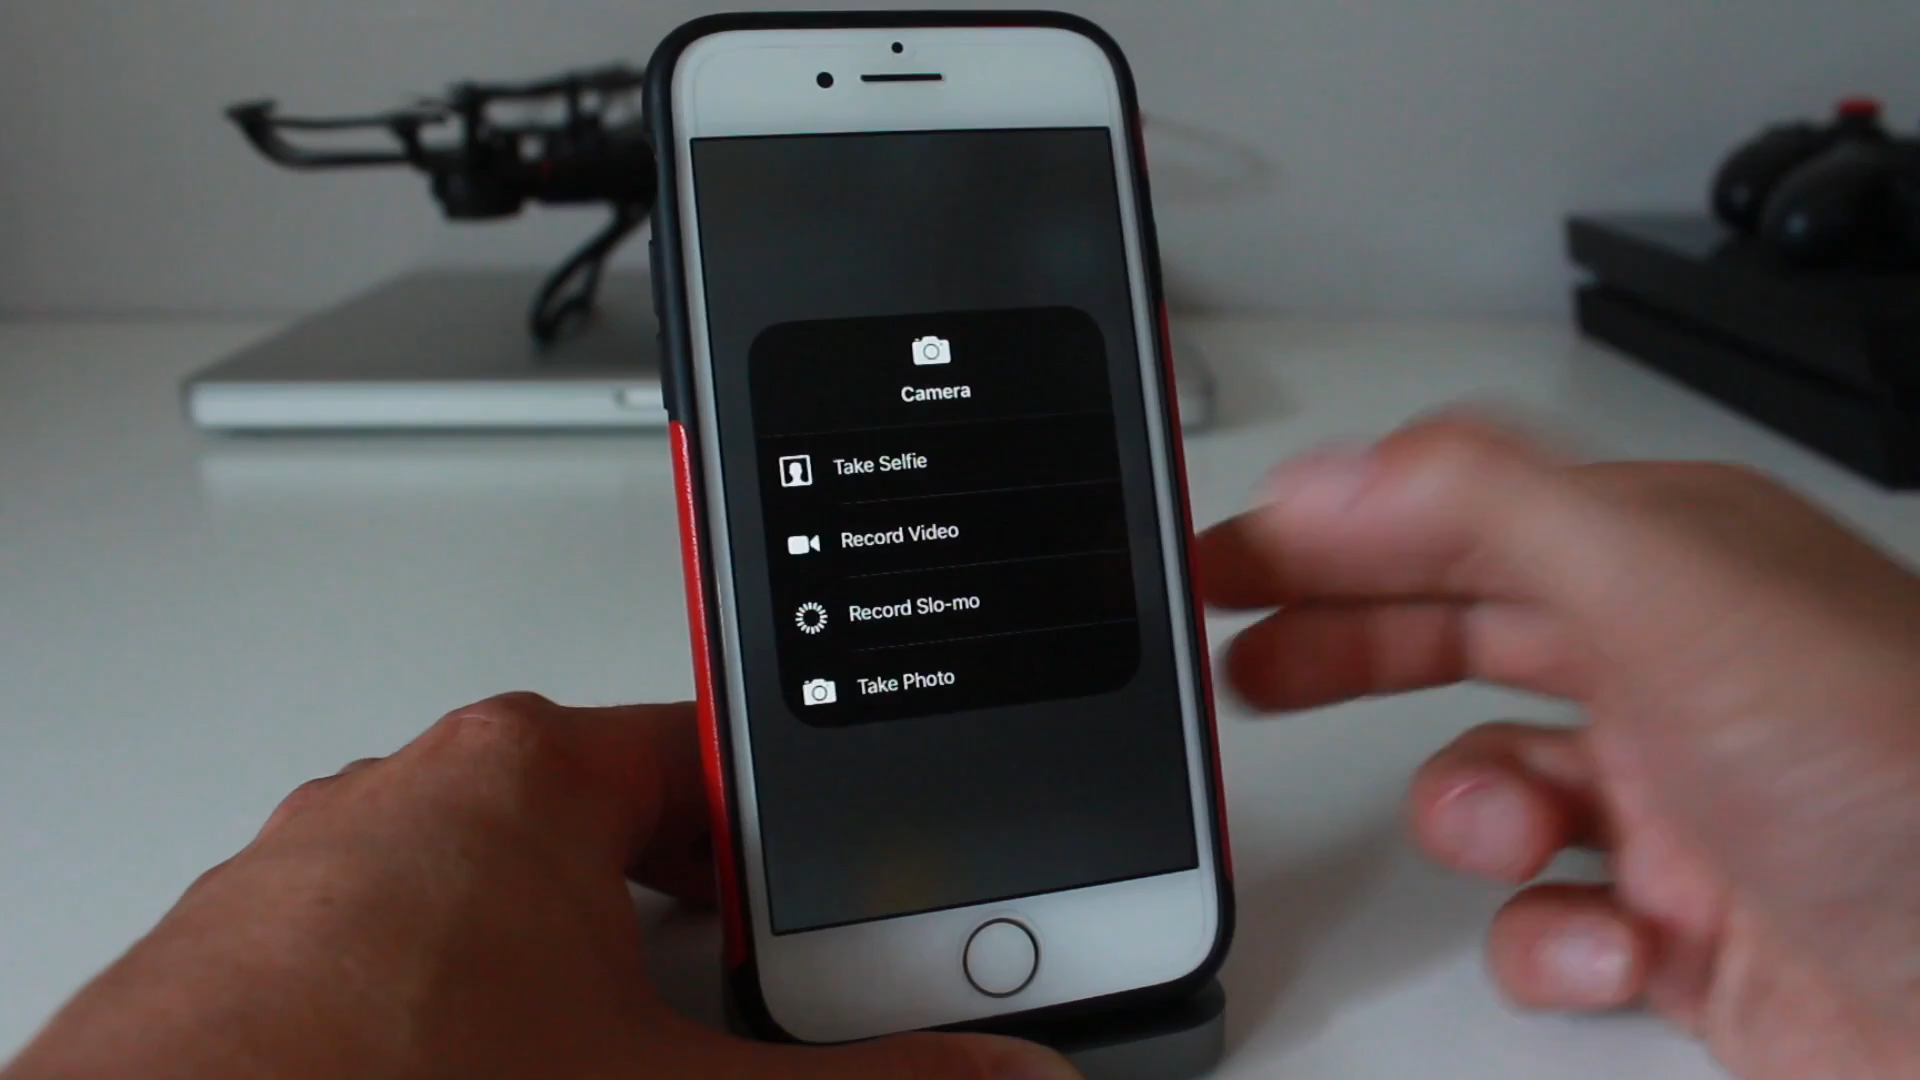 Camera
Take Selfie
Record Video
Record Slo-mo
Take Photo